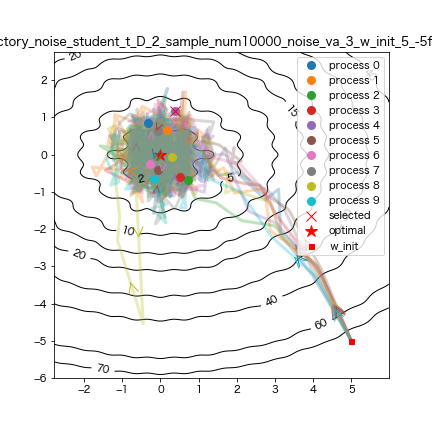 ctory_noise_student_t_D_2_sample_num10000_noise_va_3_w_init_5_-5f
process 0
process 1
process 2
process 3
process 4
process 5
process 6
process 7
process 8
process 9
selected
optimal
w_init
20
15
5
2
10
20
40
60
70
2
1
0
−1
−2
−3
−4
−5
−6
−2
−1
0
1
2
3
4
5